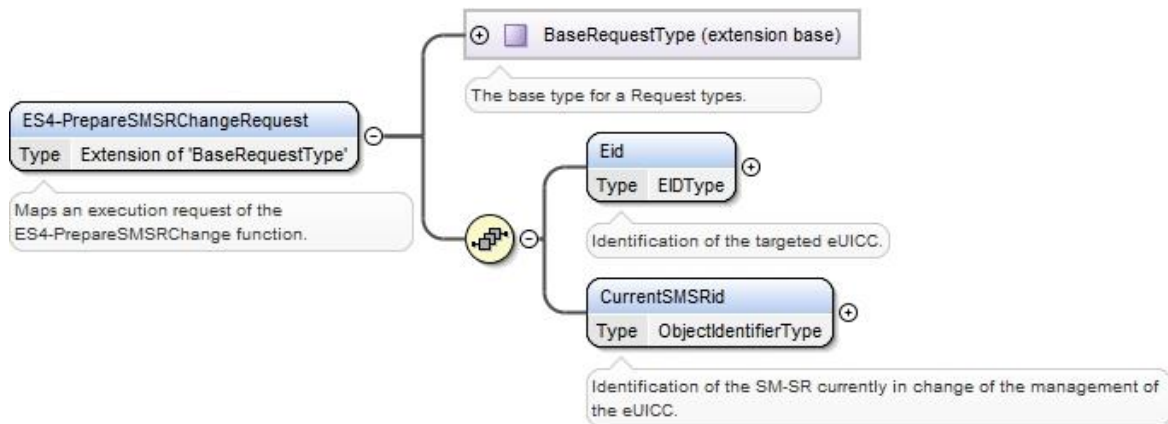 BaseRequestType (extension base)
The base type for a Request types.
ES4-PrepareSMSRChangeRequest
Type Extension of 'BaseRequestType'
Maps an execution request of the
ES4-PrepareSMSRChange function.
Eid
Type EIDType
Identification of the targeted eUICC.
CurrentSMSRid
Type ObjectIdentifierType
Identification of the SM-SR currently in change of the management of
the eUICC.